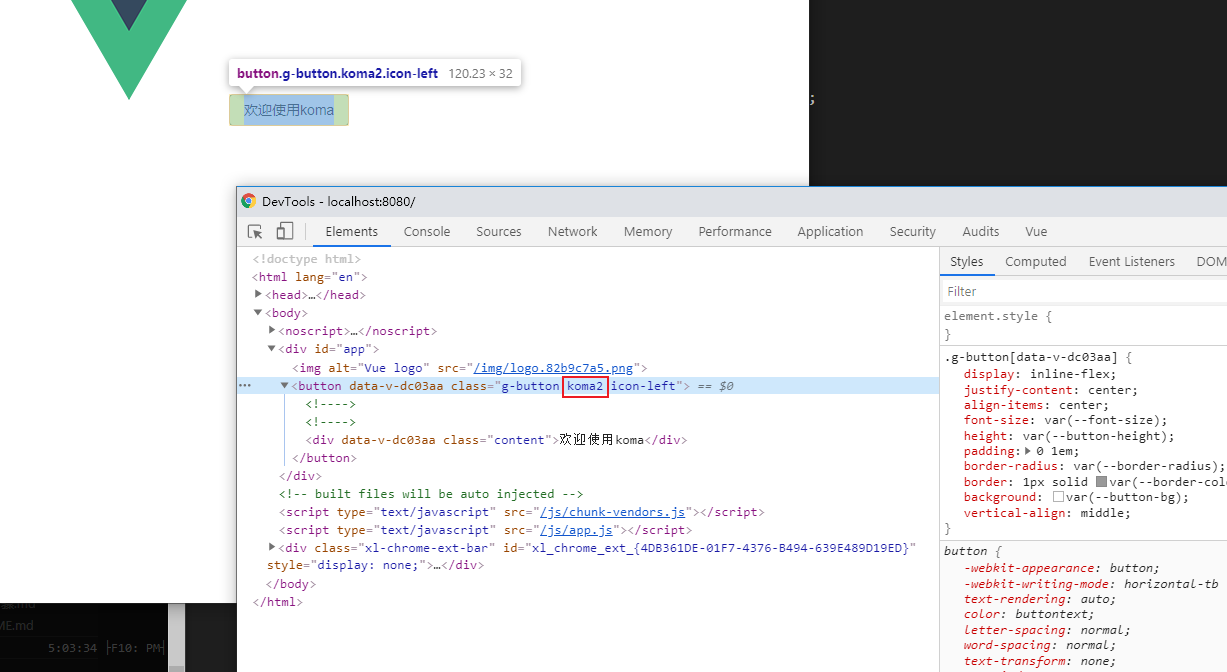 ;
button.g-button.koma2.icon-left 120.23 × 32
欢迎使用koma
DevTools - localhost:8080/
Elements Console Sources Network Memory Performance Application Security Audits Vue
<!doctype html>
<html lang="en">
▶<head>…</head>
▼<body>
▶<noscript>…</noscript>
▼<div id="app">
<img alt="Vue logo" src="/img/logo.82b9c7a5.png">
••• ▼<button data-v-dc03aa class="g-button koma2 icon-left"> == $0
<!---->
<!---->
<div data-v-dc03aa class="content">欢迎使用koma</div>
</button>
</div>
<!-- built files will be auto injected -->
<script type="text/javascript" src="/js/chunk-vendors.js"></script>
<script type="text/javascript" src="/js/app.js"></script>
▶<div class="xl-chrome-ext-bar" id="xl_chrome_ext_{4DB361DE-01F7-4376-B494-639E489D19ED}"
style="display: none;">…</div>
</body>
</html>
Styles Computed Event Listeners DOM
Filter
element.style {
}
.g-button[data-v-dc03aa] {
display: inline-flex;
justify-content: center;
align-items: center;
font-size: var(--font-size);
height: var(--button-height);
padding:▶0 1em;
border-radius: var(--border-radius);
border: 1px solid var(--border-col
background: var(--button-bg);
vertical-align: middle;
}
button {
-webkit-appearance: button;
-webkit-writing-mode: horizontal-tb
text-rendering: auto;
color: buttontext;
letter-spacing: normal;
word-spacing: normal;
text-transform: none;
.md
ME.md
5:03:34 ├F10: PM┤